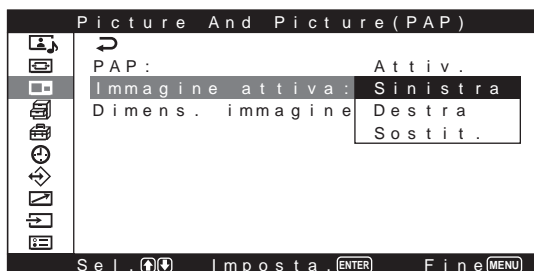 Picture And Picture(PAP)
PAP: Attiv.
Immagine attiva: Sinistra
Dimens. immagine Destra
Sostit.
Sel. Imposta. ENTER Fine MENU